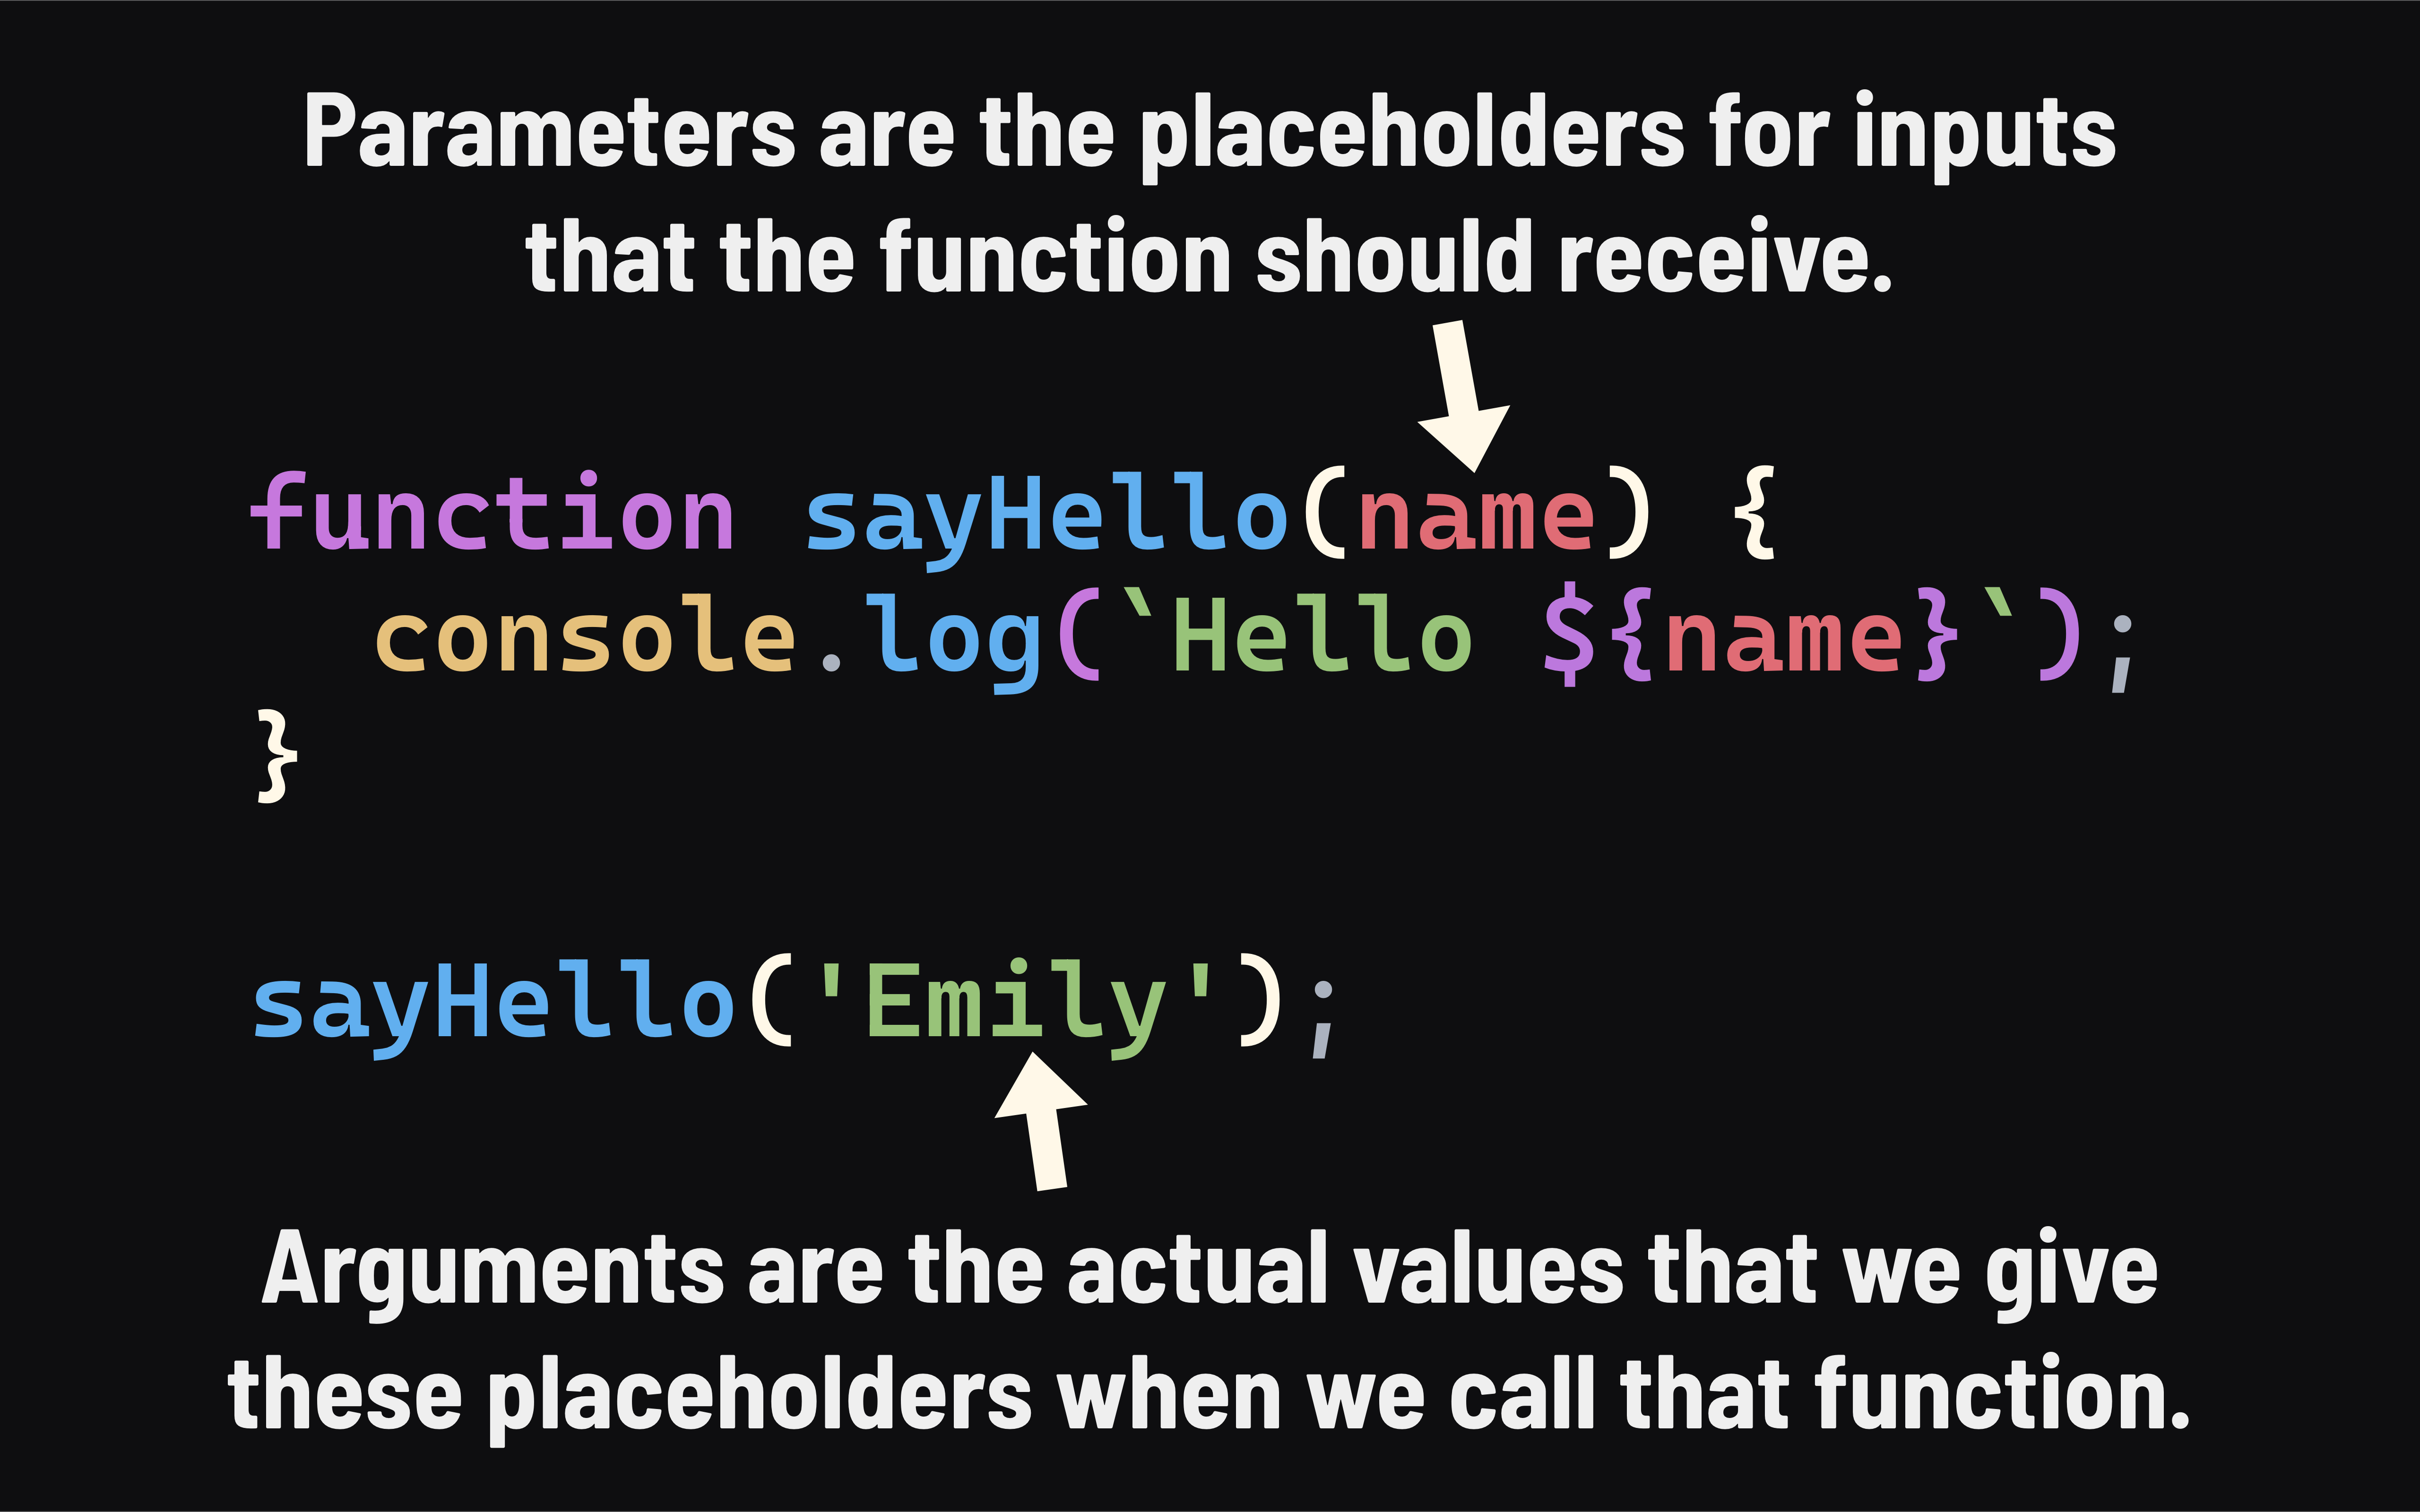 Parameters are the placeholders for inputs
that the function should receive.
function sayHello(name) {
  console.log(`Hello ${name}`);
}
sayHello('Emily');
Arguments are the actual values that we give
these placeholders when we call that function.